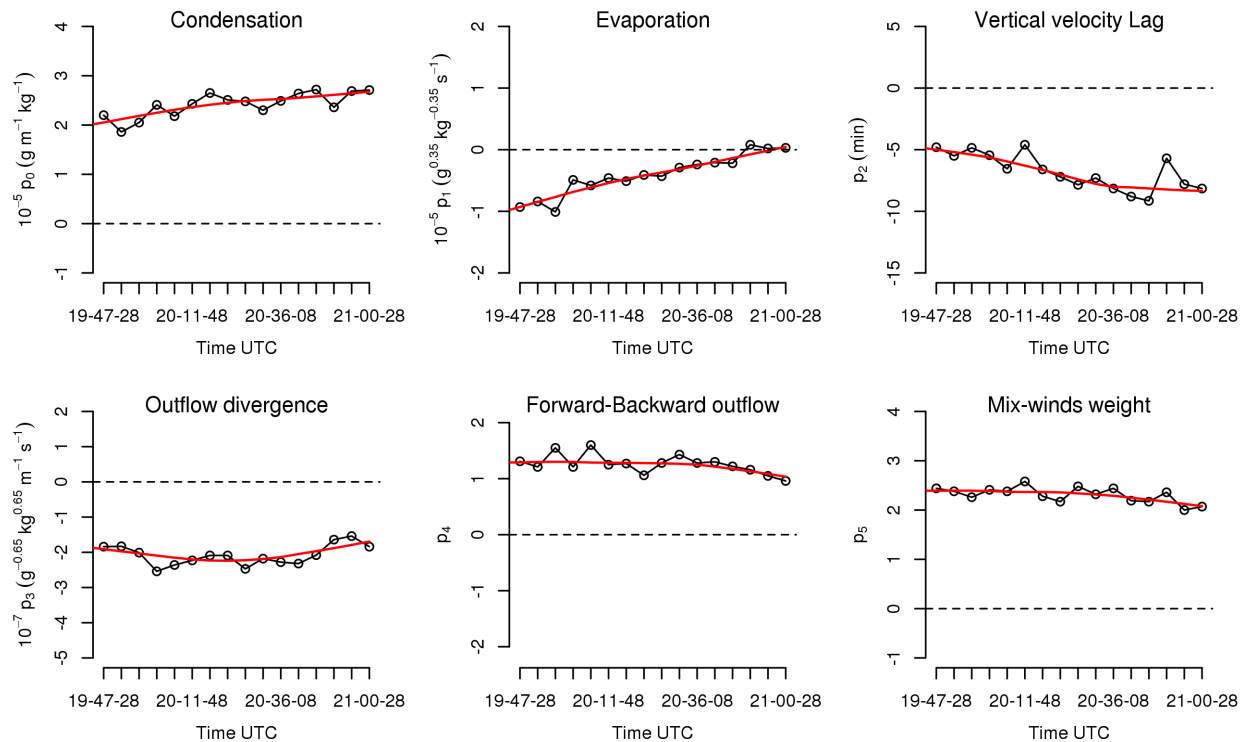 Condensation
10⁻⁵ p₀ (g m⁻¹ kg⁻¹)
4
3
2
1
0
-1
19-47-28 20-11-48 20-36-08 21-00-28
Time UTC
Evaporation
10⁻⁵ p₁ (g^0.35 kg^−0.35 s⁻¹)
2
1
0
-1
-2
19-47-28 20-11-48 20-36-08 21-00-28
Time UTC
Vertical velocity Lag
p₂ (min)
5
0
-5
-10
-15
19-47-28 20-11-48 20-36-08 21-00-28
Time UTC
Outflow divergence
10⁻⁷ p₃ (g^−0.65 kg^0.65 m⁻¹ s⁻¹)
2
1
0
-1
-2
-3
-4
-5
19-47-28 20-11-48 20-36-08 21-00-28
Time UTC
Forward-Backward outflow
p₄
2
1
0
-1
-2
19-47-28 20-11-48 20-36-08 21-00-28
Time UTC
Mix-winds weight
p₅
4
3
2
1
0
-1
19-47-28 20-11-48 20-36-08 21-00-28
Time UTC